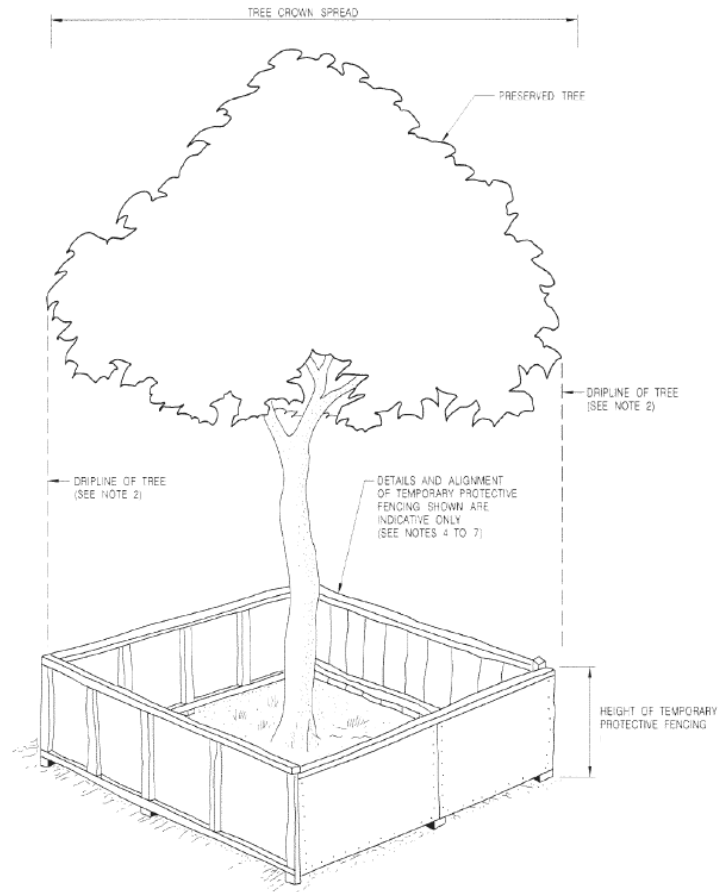 TREE CROWN SPREAD
PRESERVED TREE
DRIPLINE OF TREE
(SEE NOTE 2)
DRIPLINE OF TREE
(SEE NOTE 2)
DETAILS AND ALIGNMENT
OF TEMPORARY PROTECTIVE
FENCING SHOWN ARE
INDICATIVE ONLY
(SEE NOTES 4 TO 7)
HEIGHT OF TEMPORARY
PROTECTIVE FENCING